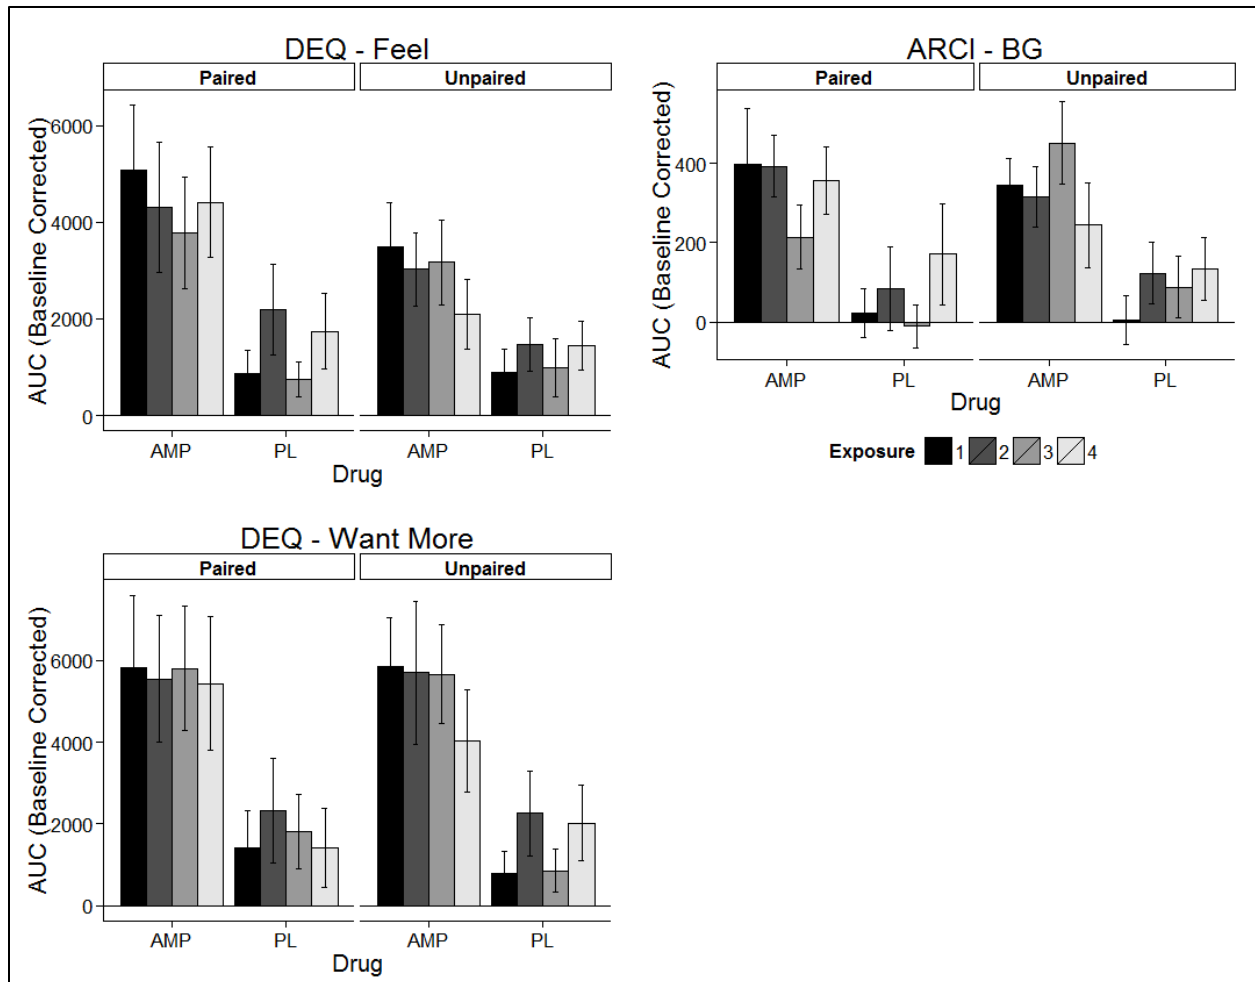 DEQ - Feel
Paired
Unpaired
AUC (Baseline Corrected)
6000
4000
2000
0
AMP
PL
AMP
PL
Drug
ARCI - BG
Paired
Unpaired
AUC (Baseline Corrected)
400
200
0
AMP
PL
AMP
PL
Drug
Exposure 1 2 3 4
DEQ - Want More
Paired
Unpaired
AUC (Baseline Corrected)
6000
4000
2000
0
AMP
PL
AMP
PL
Drug